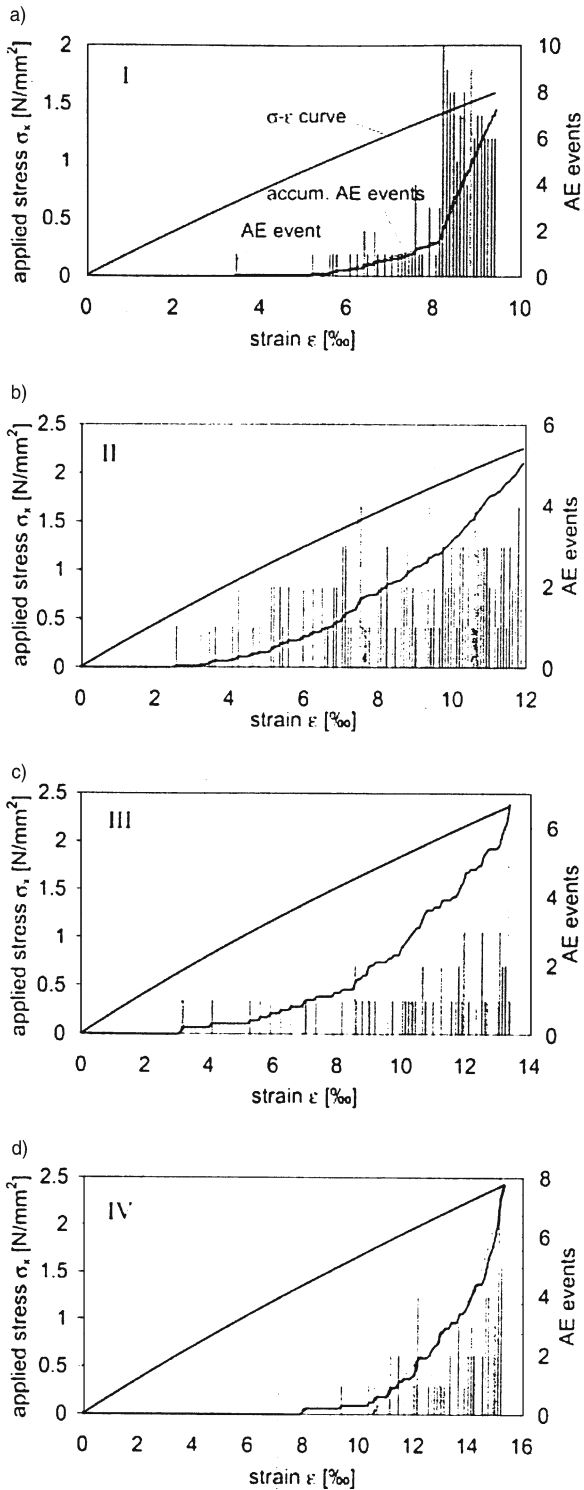 a)
I
applied stress σx [N/mm²]
2
1.5
1
0.5
0
AE events
10
8
6
4
2
0
σ-ε curve
accum. AE events
AE event
0 2 4 6 8 10
strain ε [‰]
b)
II
applied stress σx [N/mm²]
2.5
2
1.5
1
0.5
0
AE events
6
4
2
0
0 2 4 6 8 10 12
strain ε [‰]
c)
III
applied stress σx [N/mm²]
2.5
2
1.5
1
0.5
0
AE events
6
4
2
0
0 2 4 6 8 10 12 14
strain ε [‰]
d)
IV
applied stress σx [N/mm²]
2.5
2
1.5
1
0.5
0
AE events
8
6
4
2
0
0 2 4 6 8 10 12 14 16
strain ε [‰]